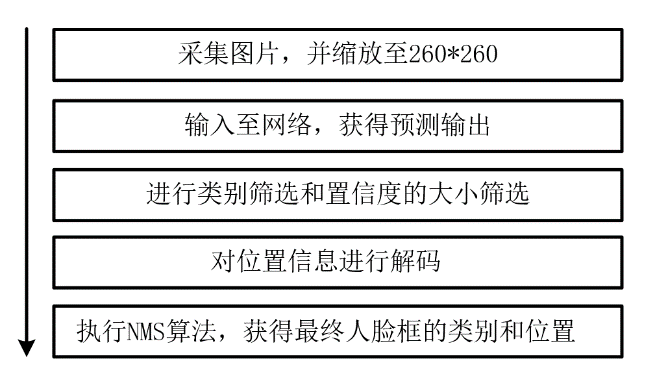 采集图片，并缩放至260*260
输入至网络，获得预测输出
进行类别筛选和置信度的大小筛选
对位置信息进行解码
执行NMS算法，获得最终人脸框的类别和位置